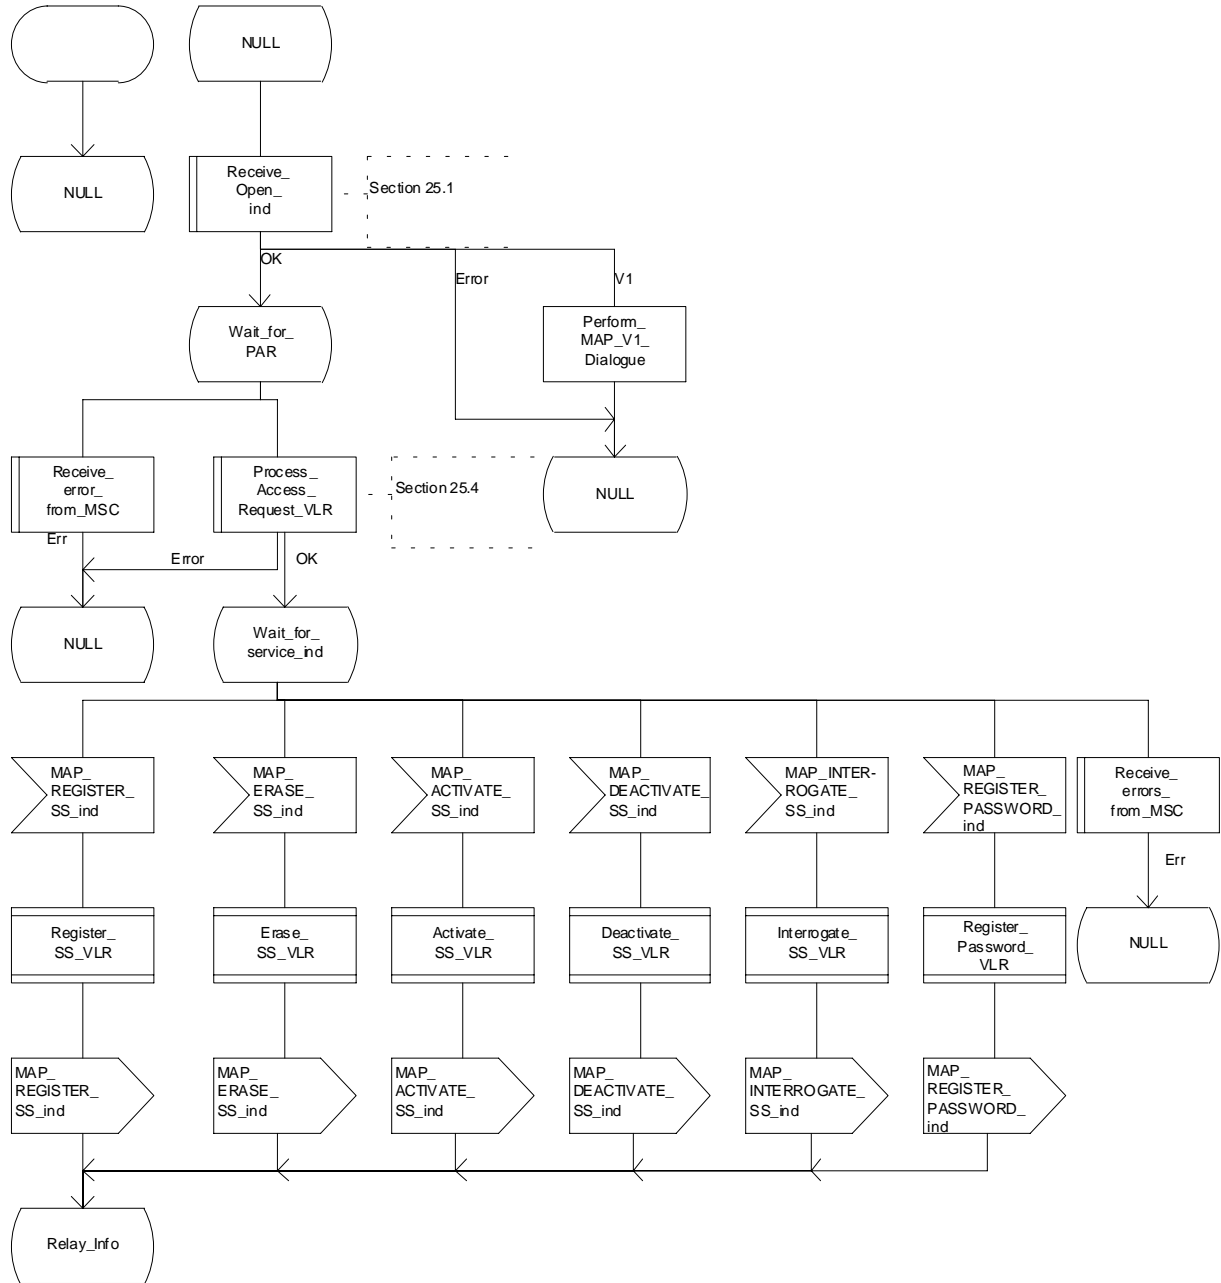 NULL
NULL
Receive_
Open_
ind
Section 25.1
OK
Error
V1
Wait_for_
PAR
Perform_
MAP_V1_
Dialogue
Receive_
error_
from_MSC
Process_
Access_
Request_VLR
Section 25.4
NULL
Err
Error
OK
NULL
Wait_for_
service_ind
MAP_
REGISTER_
SS_ind
MAP_
ERASE_
SS_ind
MAP_
ACTIVATE_
SS_ind
MAP_
DEACTIVATE_
SS_ind
MAP_INTER-
ROGATE_
SS_ind
MAP_
REGISTER_
PASSWORD_
ind
Receive_
errors_
from_MSC
Err
Register_
SS_VLR
Erase_
SS_VLR
Activate_
SS_VLR
Deactivate_
SS_VLR
Interrogate_
SS_VLR
Register_
Password_
VLR
NULL
MAP_
REGISTER_
SS_ind
MAP_
ERASE_
SS_ind
MAP_
ACTIVATE_
SS_ind
MAP_
DEACTIVATE_
SS_ind
MAP_
INTERROGATE_
SS_ind
MAP_
REGISTER_
PASSWORD_
ind
Relay_Info